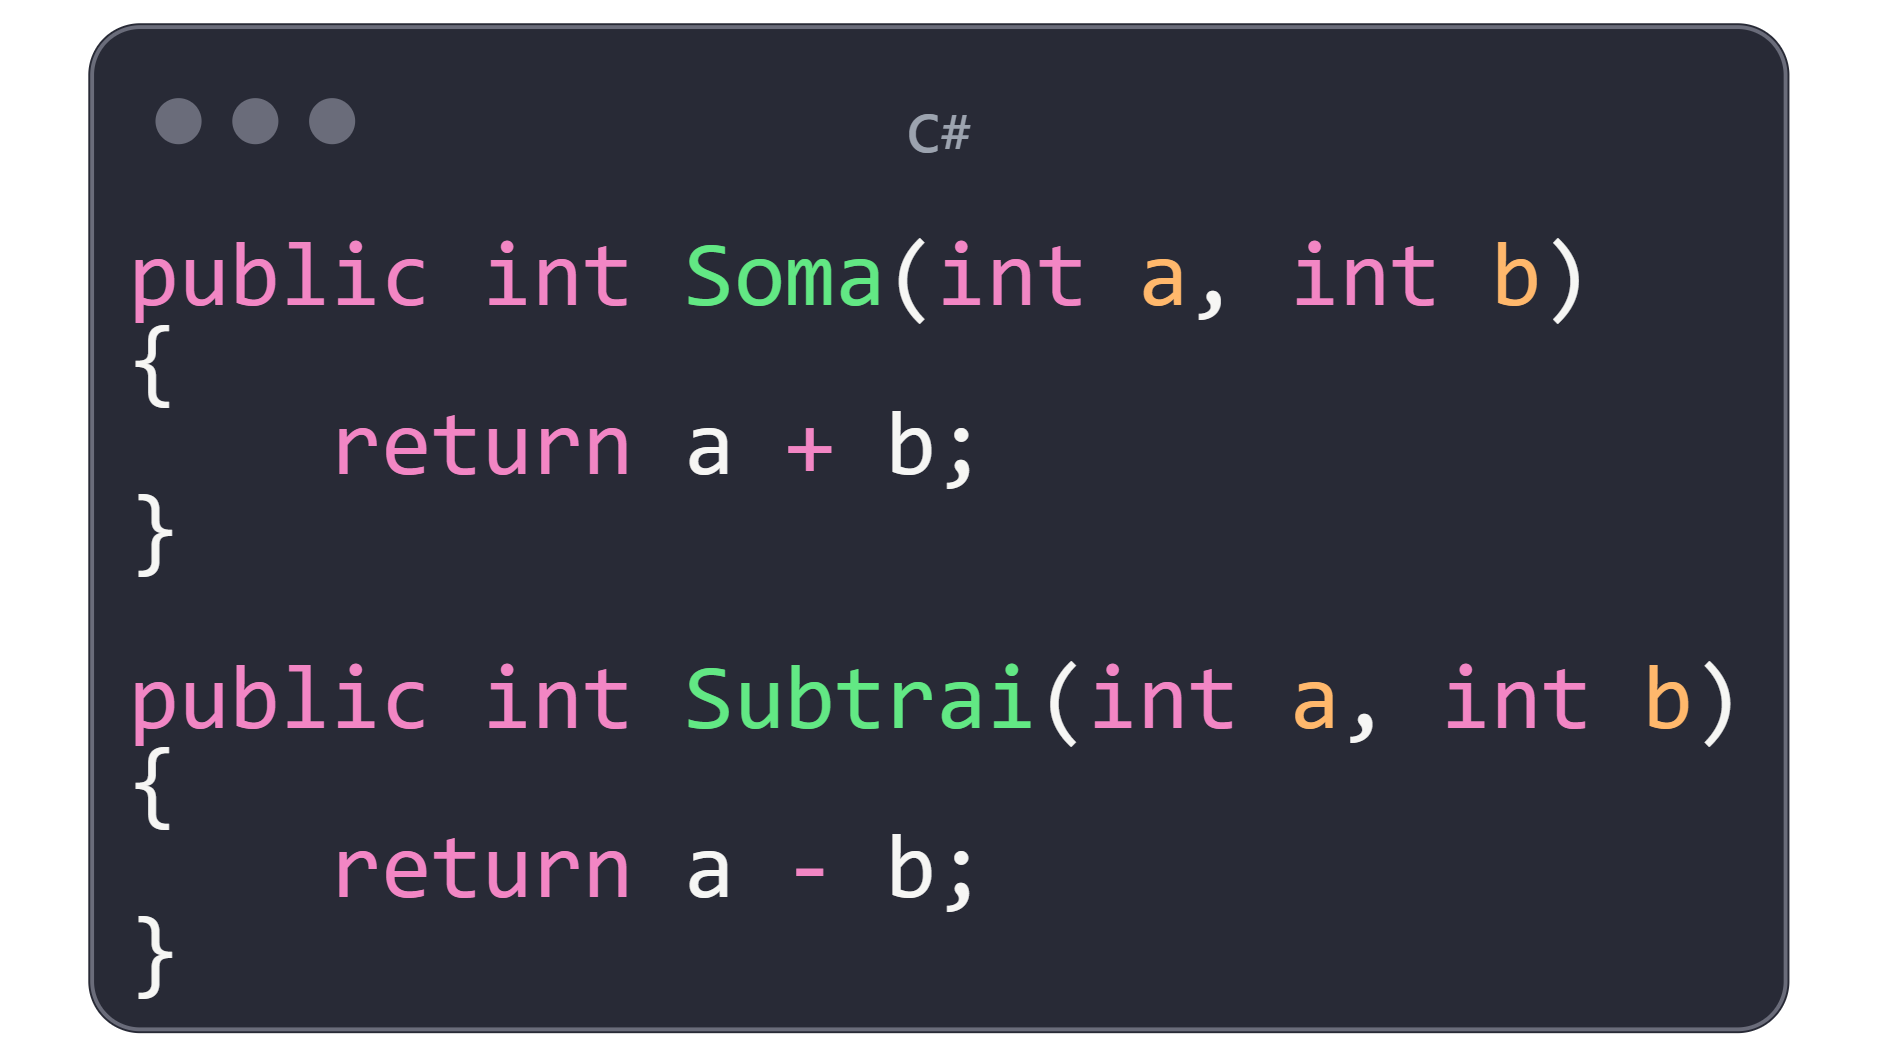 C#
public int Soma(int a, int b)
{
    return a + b;
}

public int Subtrai(int a, int b)
{
    return a - b;
}